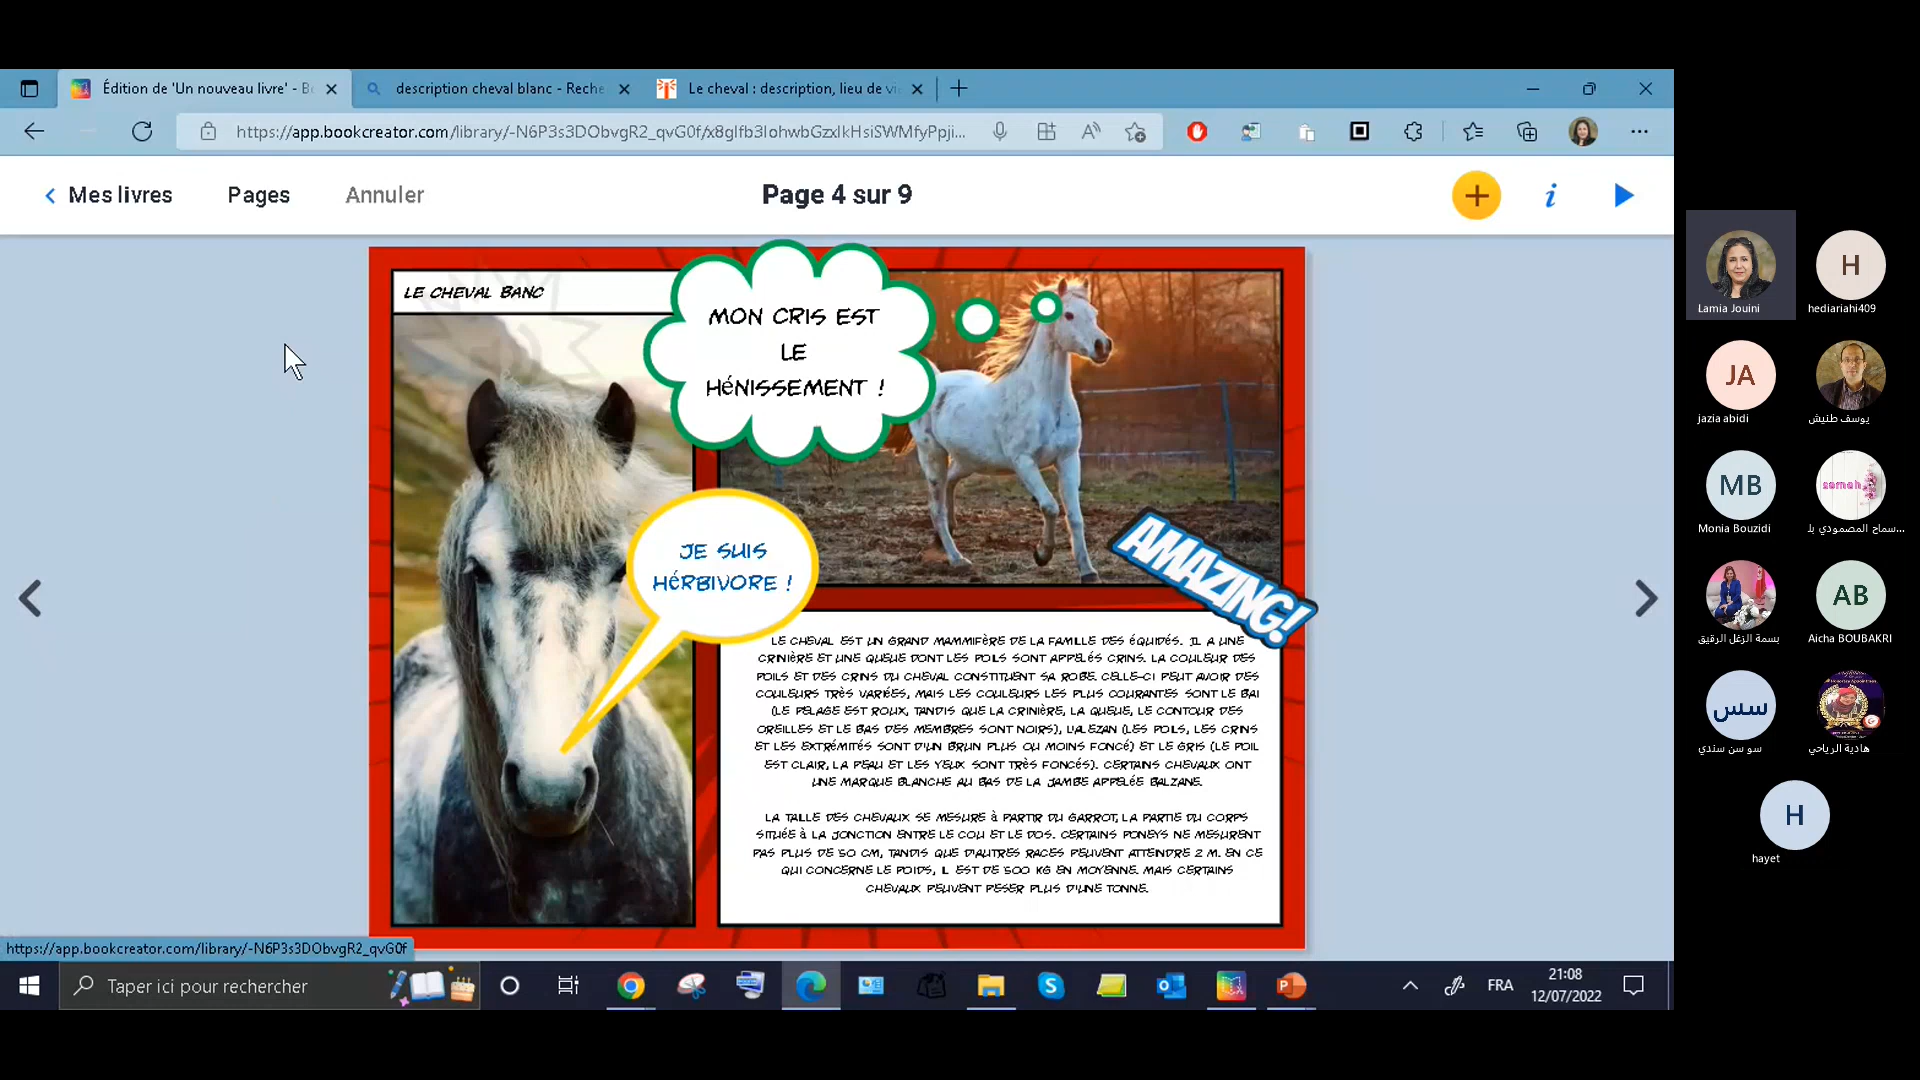 Édition de 'Un nouveau livre' - B
description cheval blanc - Reche
Le cheval : description, lieu de vi
https://app.bookcreator.com/library/-N6P3s3DObvgR2_qvG0f/x8glfb3IohwbGzxlkHsiSWMfyPpji...
Mes livres
Pages
Annuler
Page 4 sur 9
LE CHEVAL BANC
MON CRIS EST
LE
HÉNISSEMENT !
JE SUIS
HÉRBIVORE !
AMAZING!
LE CHEVAL EST UN GRAND MAMMIFÈRE DE LA FAMILLE DES ÉQUIDÉS. IL A UNE
CRINIÈRE ET UNE QUEUE DONT LES POILS SONT APPELÉS CRINS. LA COULEUR DES
POILS ET DES CRINS DU CHEVAL CONSTITUENT SA ROBE. CELLE-CI PEUT AVOIR DES
COULEURS TRÈS VARIÉES, MAIS LES COULEURS LES PLUS COURANTES SONT LE BAI
(LE PELAGE EST ROUX, TANDIS QUE LA CRINIÈRE, LA QUEUE, LE CONTOUR DES
OREILLES ET LE BAS DES MEMBRES SONT NOIRS), L'ALEZAN (LES POILS, LES CRINS
ET LES EXTRÉMITÉS SONT D'UN BRUN PLUS OU MOINS FONCÉ) ET LE GRIS (LE POIL
EST CLAIR, LA PEAU ET LES YEUX SONT TRÈS FONCÉS). CERTAINS CHEVAUX ONT
UNE MARQUE BLANCHE AU BAS DE LA JAMBE APPELÉE BALZANE.
LA TAILLE DES CHEVAUX SE MESURE À PARTIR DU GARROT, LA PARTIE DU CORPS
SITUÉE À LA JONCTION ENTRE LE COU ET LE DOS. CERTAINS PONEYS NE MESURENT
PAS PLUS DE 50 CM, TANDIS QUE D'AUTRES RACES PEUVENT ATTEINDRE 2 M. EN CE
QUI CONCERNE LE POIDS, IL EST DE 500 KG EN MOYENNE. MAIS CERTAINS
CHEVAUX PEUVENT PESER PLUS D'UNE TONNE.
https://app.bookcreator.com/library/-N6P3s3DObvgR2_qvG0f
Taper ici pour rechercher
FRA
21:08
12/07/2022
Lamia Jouini
H
hediariahi409
JA
jazia abidi
يوسف طنيش
MB
Monia Bouzidi
samah
سماح المصمودي بل...
بسمة الزغل الرقيق
AB
Aicha BOUBAKRI
سس
سو سن سندي
هادية الرياحي
H
hayet